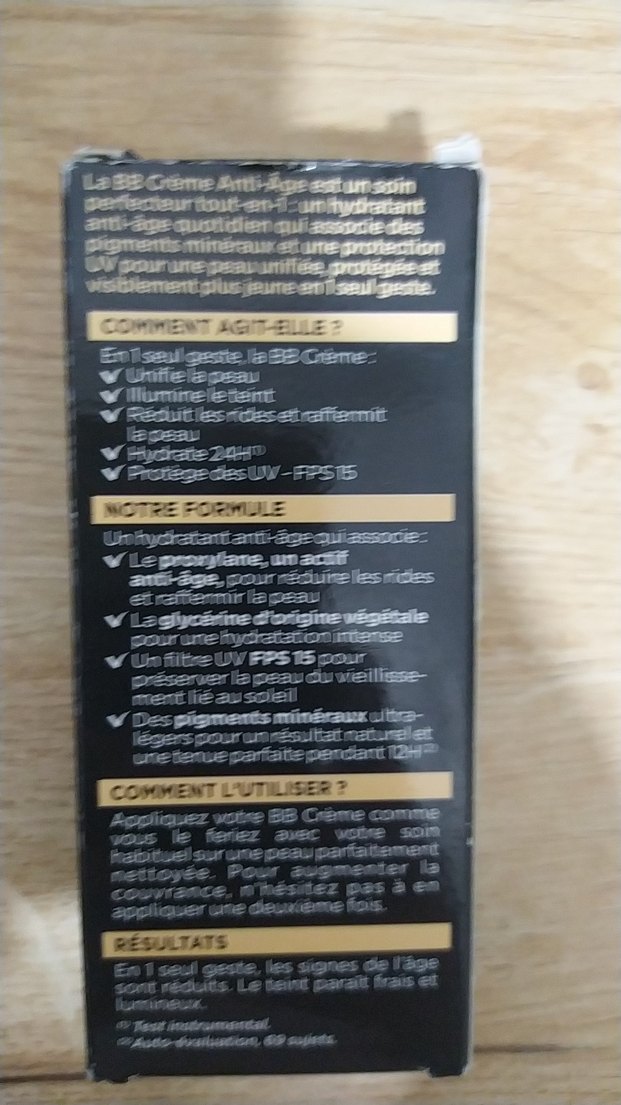 La BB Crème Anti-Âge est un soin
perfecteur tout-en-1 : un hydratant
anti-âge quotidien qui associe des
pigments minéraux et une protection
UV pour une peau unifiée, protégée et
visiblement plus jeune en 1 seul geste.
COMMENT AGIT-ELLE ?
En 1 seul geste, la BB Crème :
✓ Unifie la peau
✓ Illumine le teint
✓ Réduit les rides et raffermit
la peau
✓ Hydrate 24H⁽¹⁾
✓ Protège des UV - FPS 15
NOTRE FORMULE
Un hydratant anti-âge qui associe :
✓ Le proxylane, un actif
anti-âge, pour réduire les rides
et raffermir la peau
✓ La glycérine d'origine végétale
pour une hydratation intense
✓ Un filtre UV FPS 15 pour
préserver la peau du vieillisse-
ment lié au soleil
✓ Des pigments minéraux ultra-
légers pour un résultat naturel et
une tenue parfaite pendant 12H⁽²⁾
COMMENT L'UTILISER ?
Appliquez votre BB Crème comme
vous le feriez avec votre soin
habituel sur une peau parfaitement
nettoyée. Pour augmenter la
couvrance, n'hésitez pas à en
appliquer une deuxième fois.
RÉSULTATS
En 1 seul geste, les signes de l'âge
sont réduits. Le teint paraît frais et
lumineux.
⁽¹⁾ Test instrumental.
⁽²⁾ Auto-évaluation, 69 sujets.